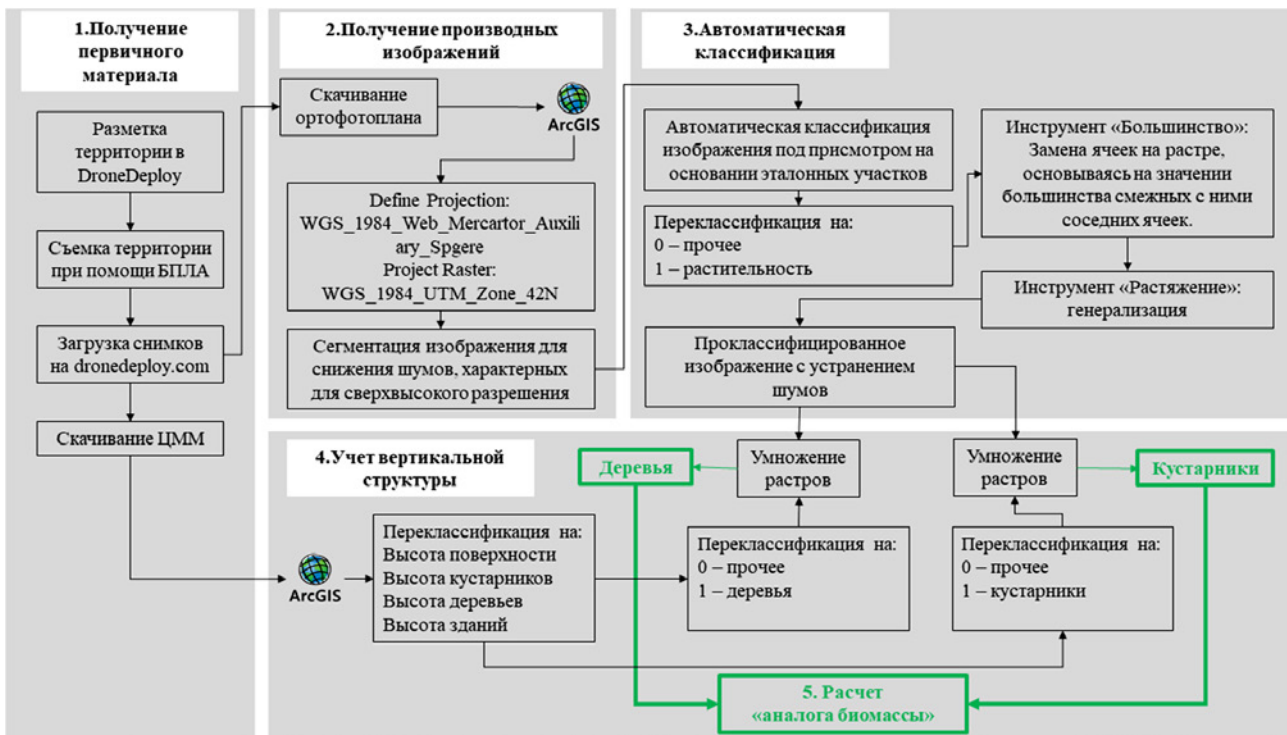 1.Получение
первичного
материала
Разметка
территории в
DroneDeploy
Съемка территории
при помощи БПЛА
Загрузка снимков
на dronedeploy.com
Скачивание ЦММ
2.Получение производных
изображений
Скачивание
ортофотоплана
ArcGIS
Define Projection:
WGS_1984_Web_Mercartor_Auxili
ary_Spgere
Project Raster:
WGS_1984_UTM_Zone_42N
Сегментация изображения для
снижения шумов, характерных
для сверхвысокого разрешения
3.Автоматическая
классификация
Автоматическая классификация
изображения под присмотром на
основании эталонных участков
Переклассификация на:
0 – прочее
1 – растительность
Инструмент «Большинство»:
Замена ячеек на растре,
основываясь на значении
большинства смежных с ними
соседних ячеек.
Инструмент «Растяжение»:
генерализация
Проклассифицированное
изображение с устранением
шумов
4.Учет вертикальной
структуры
ArcGIS
Переклассификация на:
Высота поверхности
Высота кустарников
Высота деревьев
Высота зданий
Переклассификация на:
0 – прочее
1 – деревья
Умножение
растров
Деревья
Переклассификация на:
0 – прочее
1 – кустарники
Умножение
растров
Кустарники
5. Расчет
«аналога биомассы»